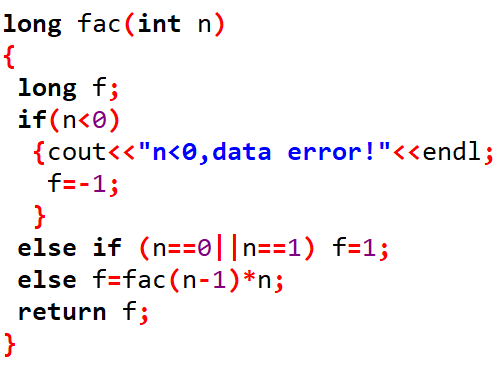 long fac(int n)
{
 long f;
 if(n<0)
  {cout<<"n<0,data error!"<<endl;
   f=-1;
  }
 else if (n==0||n==1) f=1;
 else f=fac(n-1)*n;
 return f;
}